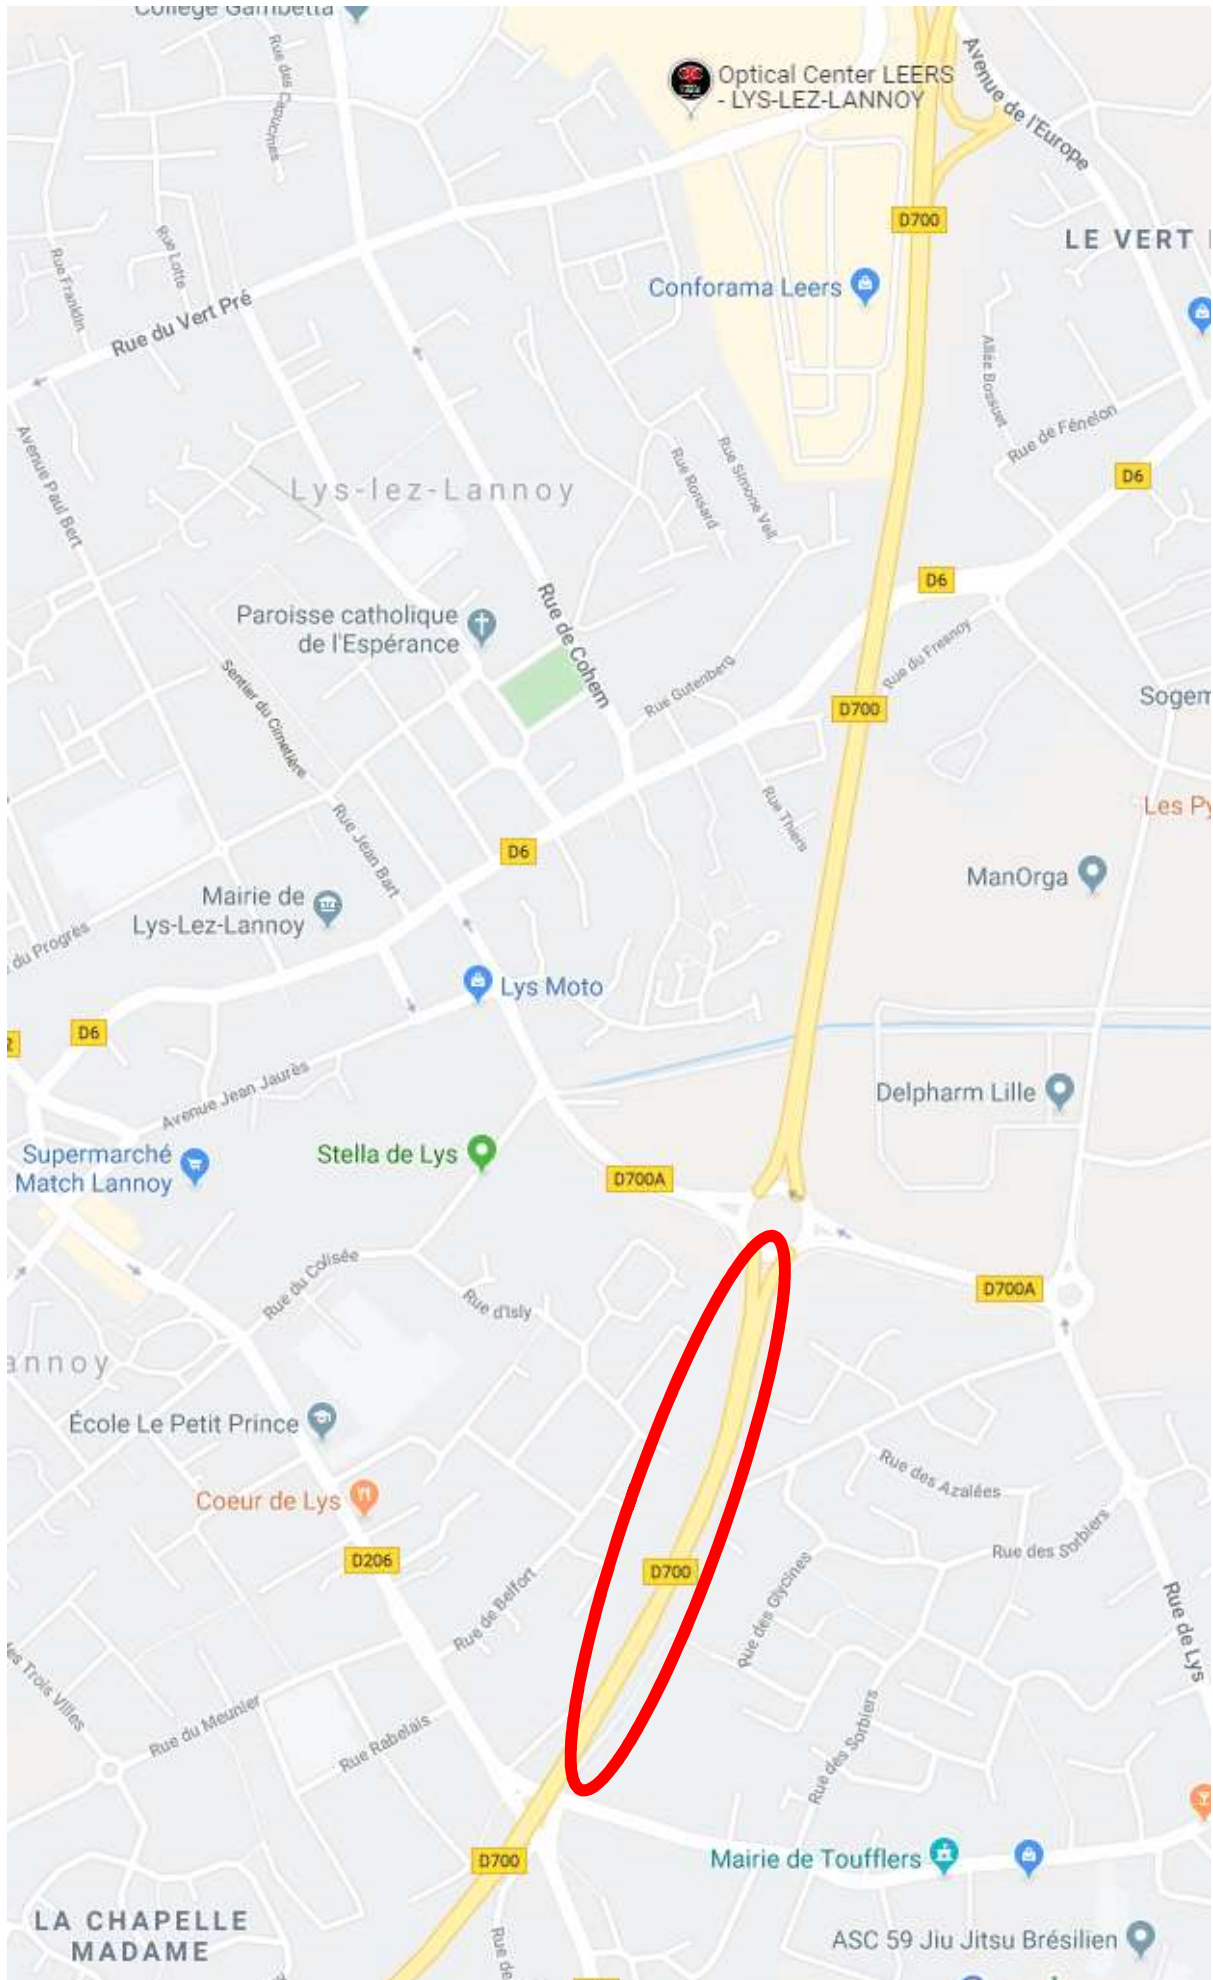 Collège Gambetta
Rue des Capucines
Optical Center LEERS
- LYS-LEZ-LANNOY
Avenue de l'Europe
D700
LE VERT
Rue Franklin
Rue Lotte
Conforama Leers
Rue du Vert Pré
Allée Bossuet
Rue de Fénelon
Avenue Paul Bert
Rue Ronsard
Rue Simone Veil
D6
Lys-lez-Lannoy
D6
Paroisse catholique
de l'Espérance
Rue de Cohem
Rue du Fresnoy
Sentier du Cimetière
Rue Gutenberg
D700
Sogem
Rue Thiers
Les Py
Rue Jean Bart
D6
ManOrga
Mairie de
Lys-Lez-Lannoy
du Progrès
Lys Moto
D6
Avenue Jean Jaurès
Delpharm Lille
Supermarché
Match Lannoy
Stella de Lys
D700A
Rue du Colisée
Rue d'Isly
D700A
annoy
École Le Petit Prince
Rue des Azalées
Coeur de Lys
Rue des Sorbiers
D206
D700
Rue de Belfort
Rue des Glycines
Rue de Lys
des Trois Villes
Rue du Meunier
Rue Rabelais
Rue des Sorbiers
D700
Mairie de Toufflers
LA CHAPELLE
MADAME
Rue de
ASC 59 Jiu Jitsu Brésilien